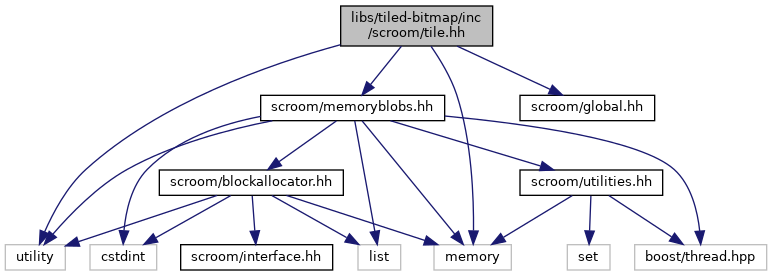 libs/tiled-bitmap/inc
/scroom/tile.hh
scroom/memoryblobs.hh
scroom/global.hh
scroom/blockallocator.hh
scroom/utilities.hh
utility
cstdint
scroom/interface.hh
list
memory
set
boost/thread.hpp